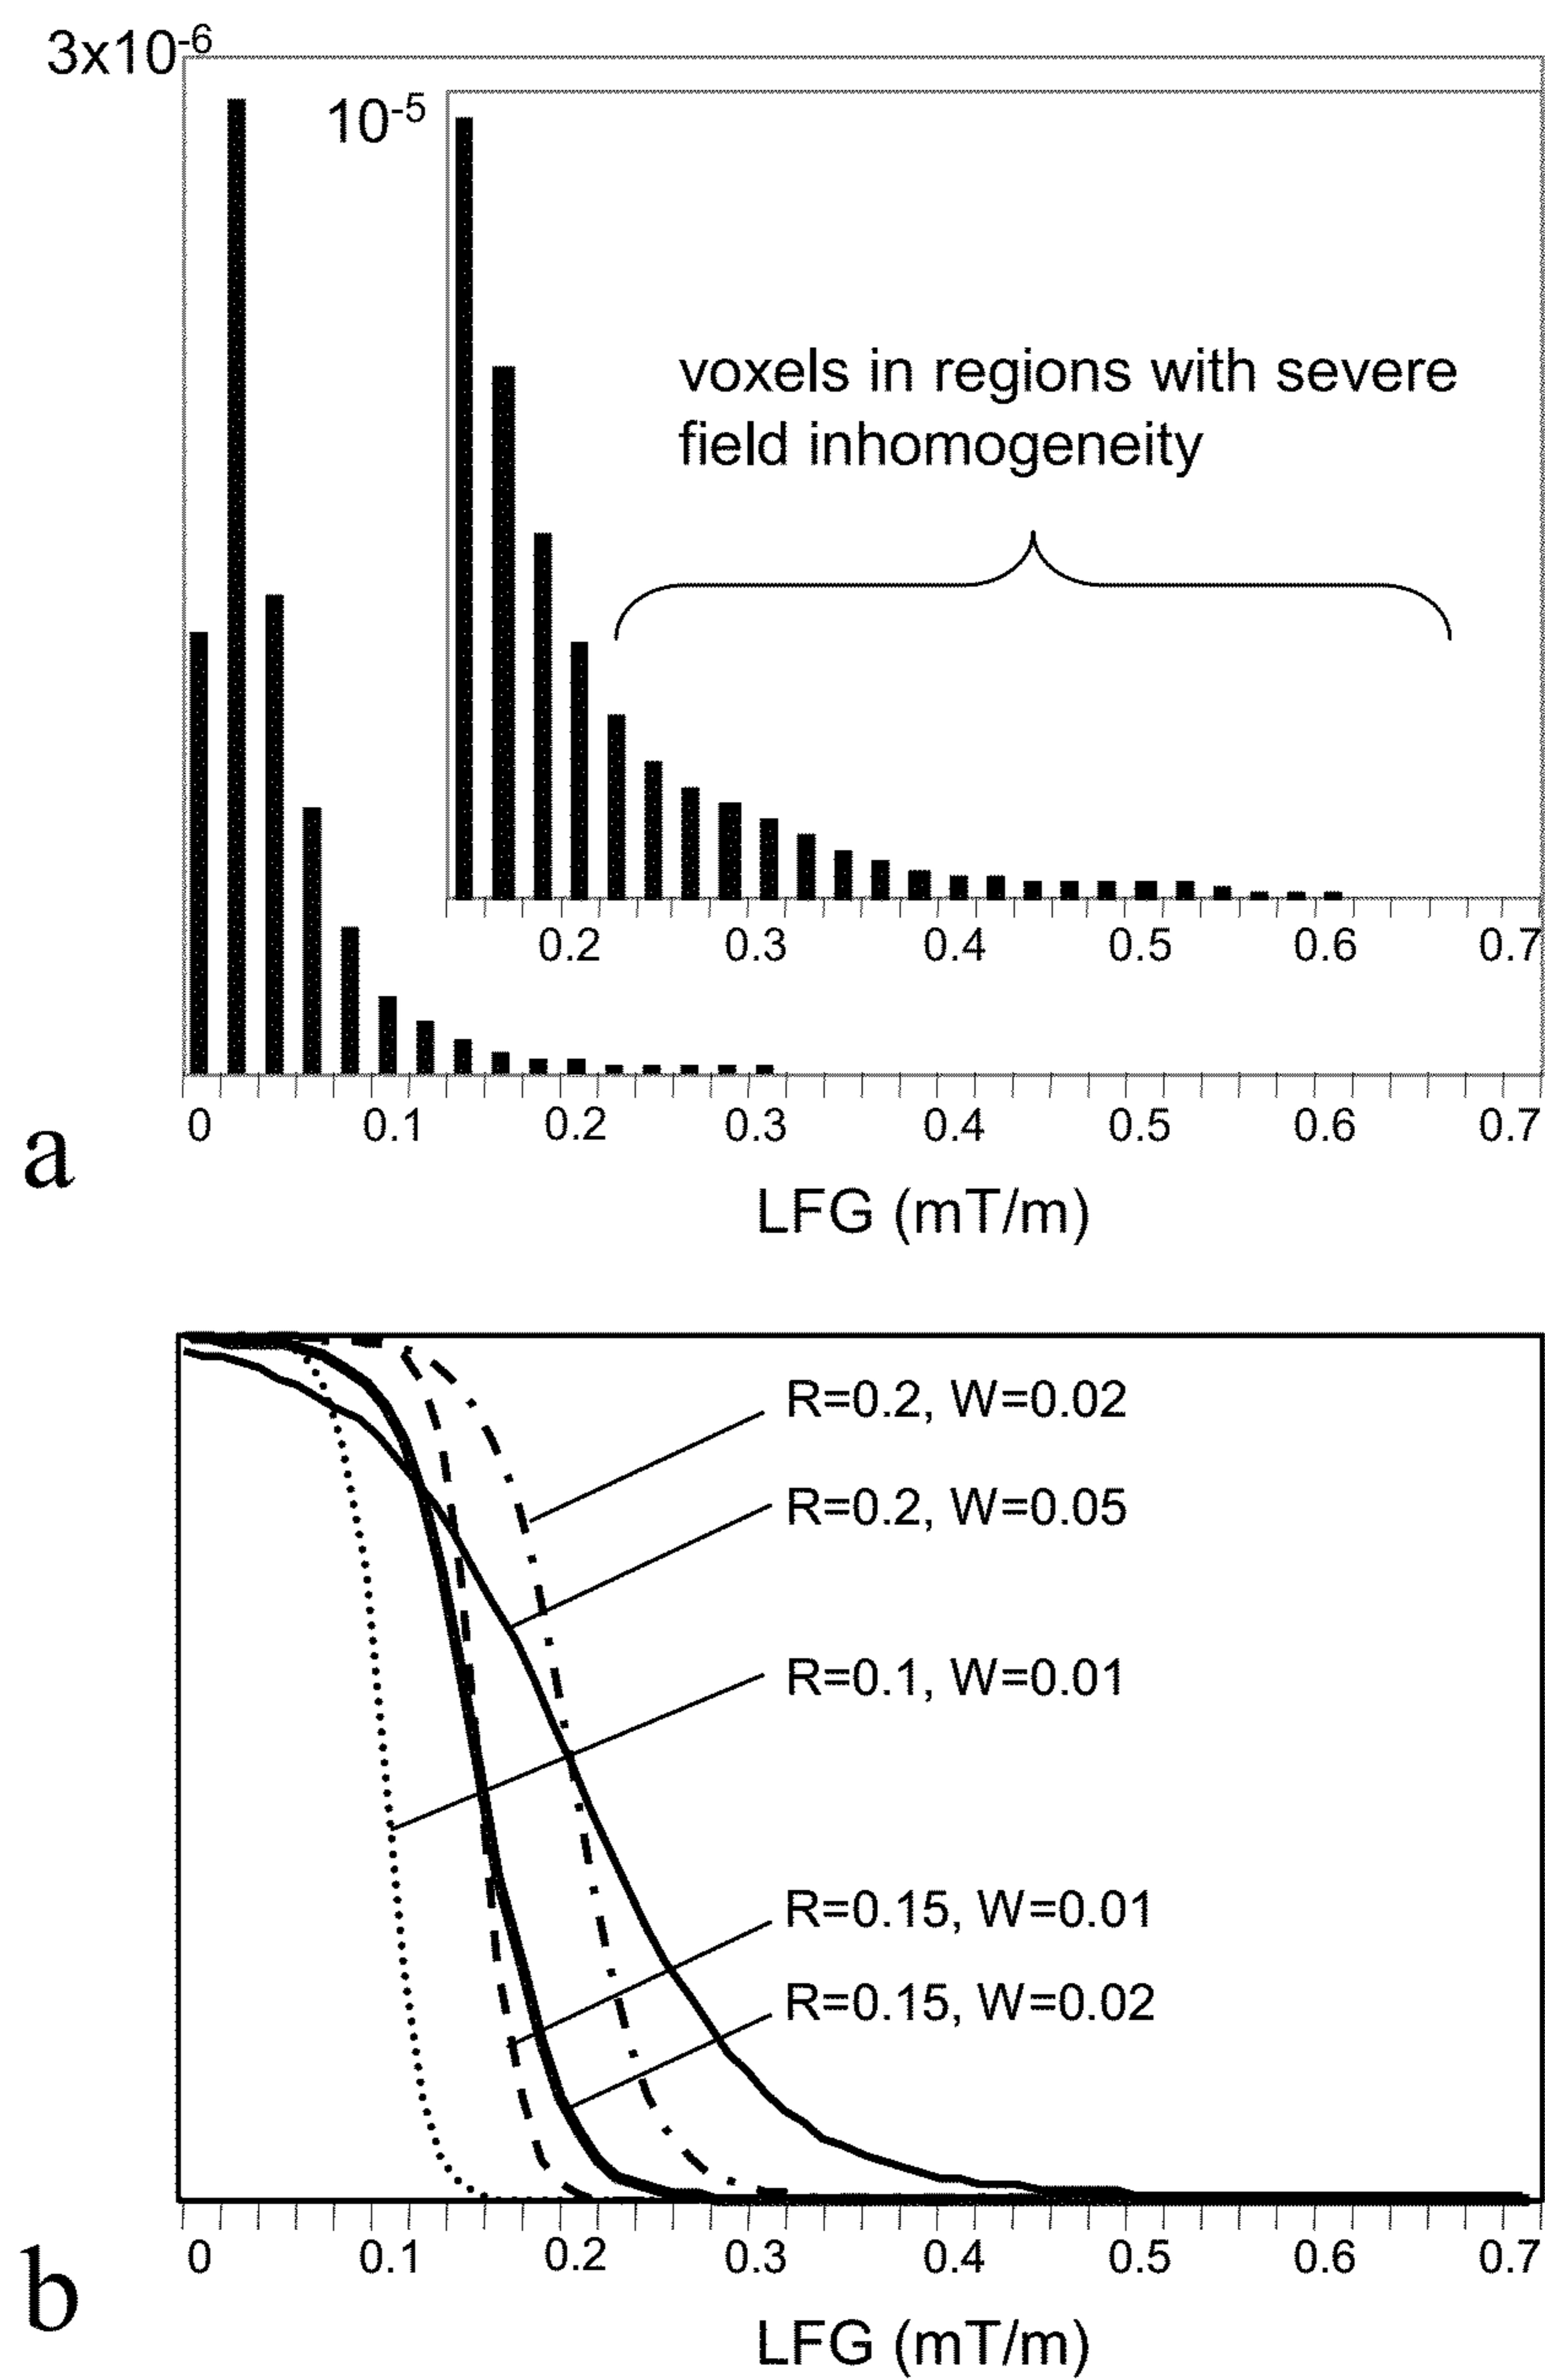 3x10-6
10-5
voxels in regions with severe
field inhomogeneity
0.2 0.3 0.4 0.5 0.6 0.7
0 0.1 0.2 0.3 0.4 0.5 0.6 0.7
a
LFG (mT/m)
R=0.2, W=0.02
R=0.2, W=0.05
R=0.1, W=0.01
R=0.15, W=0.01
R=0.15, W=0.02
0 0.1 0.2 0.3 0.4 0.5 0.6 0.7
b
LFG (mT/m)